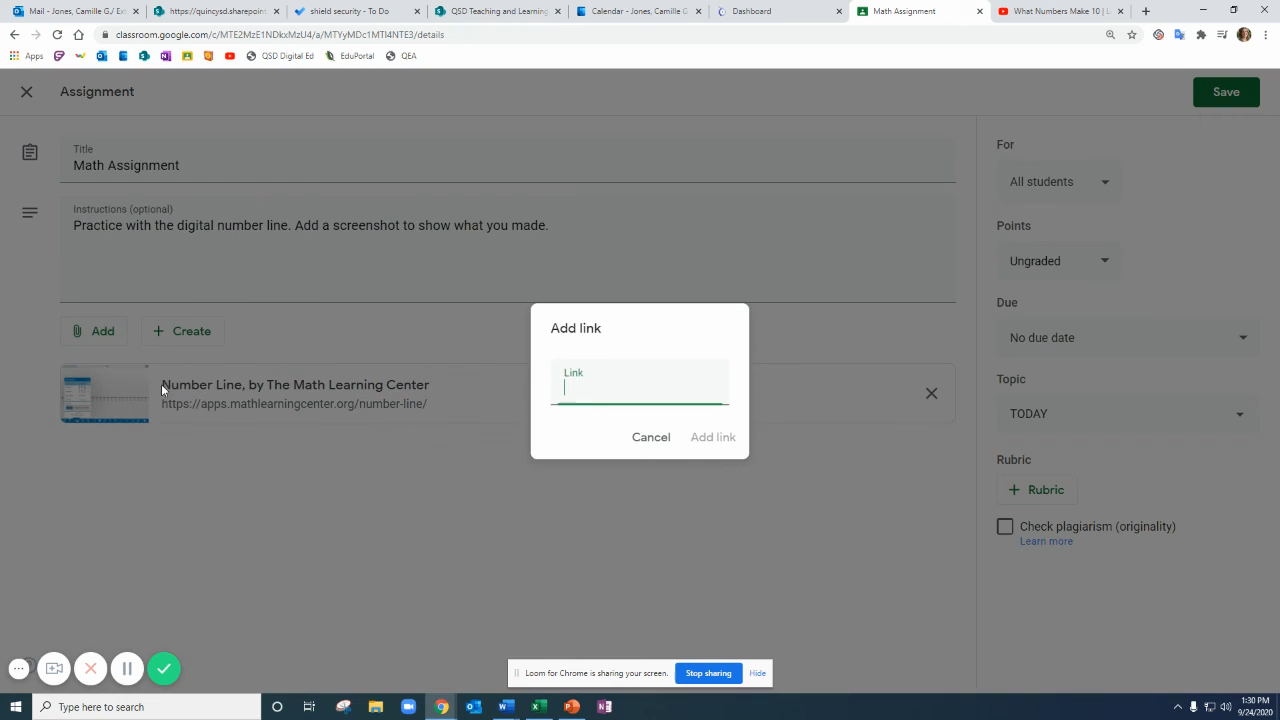 Mail - Jones, Camille G / Ex
https://quincysd.sharepoint
shield security - To Do
QSD Teaching and Learning
Calendar - Jones, Camille G
Dashboard
Math Assignment
What Numbers Make 10 | L
classroom.google.com/c/MTE2MzE1NDkxMzU4/a/MTYyMDc1MTI4NTE3/details
Apps
QSD Digital Ed
EduPortal
QEA
Assignment
Save
Title
Math Assignment
Instructions (optional)
Practice with the digital number line. Add a screenshot to show what you made.
Add
Create
Number Line, by The Math Learning Center
https://apps.mathlearningcenter.org/number-line/
Add link
Link
Cancel
Add link
For
All students
Points
Ungraded
Due
No due date
Topic
TODAY
Rubric
Rubric
Check plagiarism (originality)
Learn more
Loom for Chrome is sharing your screen.
Stop sharing
Hide
Type here to search
1:30 PM
9/24/2020